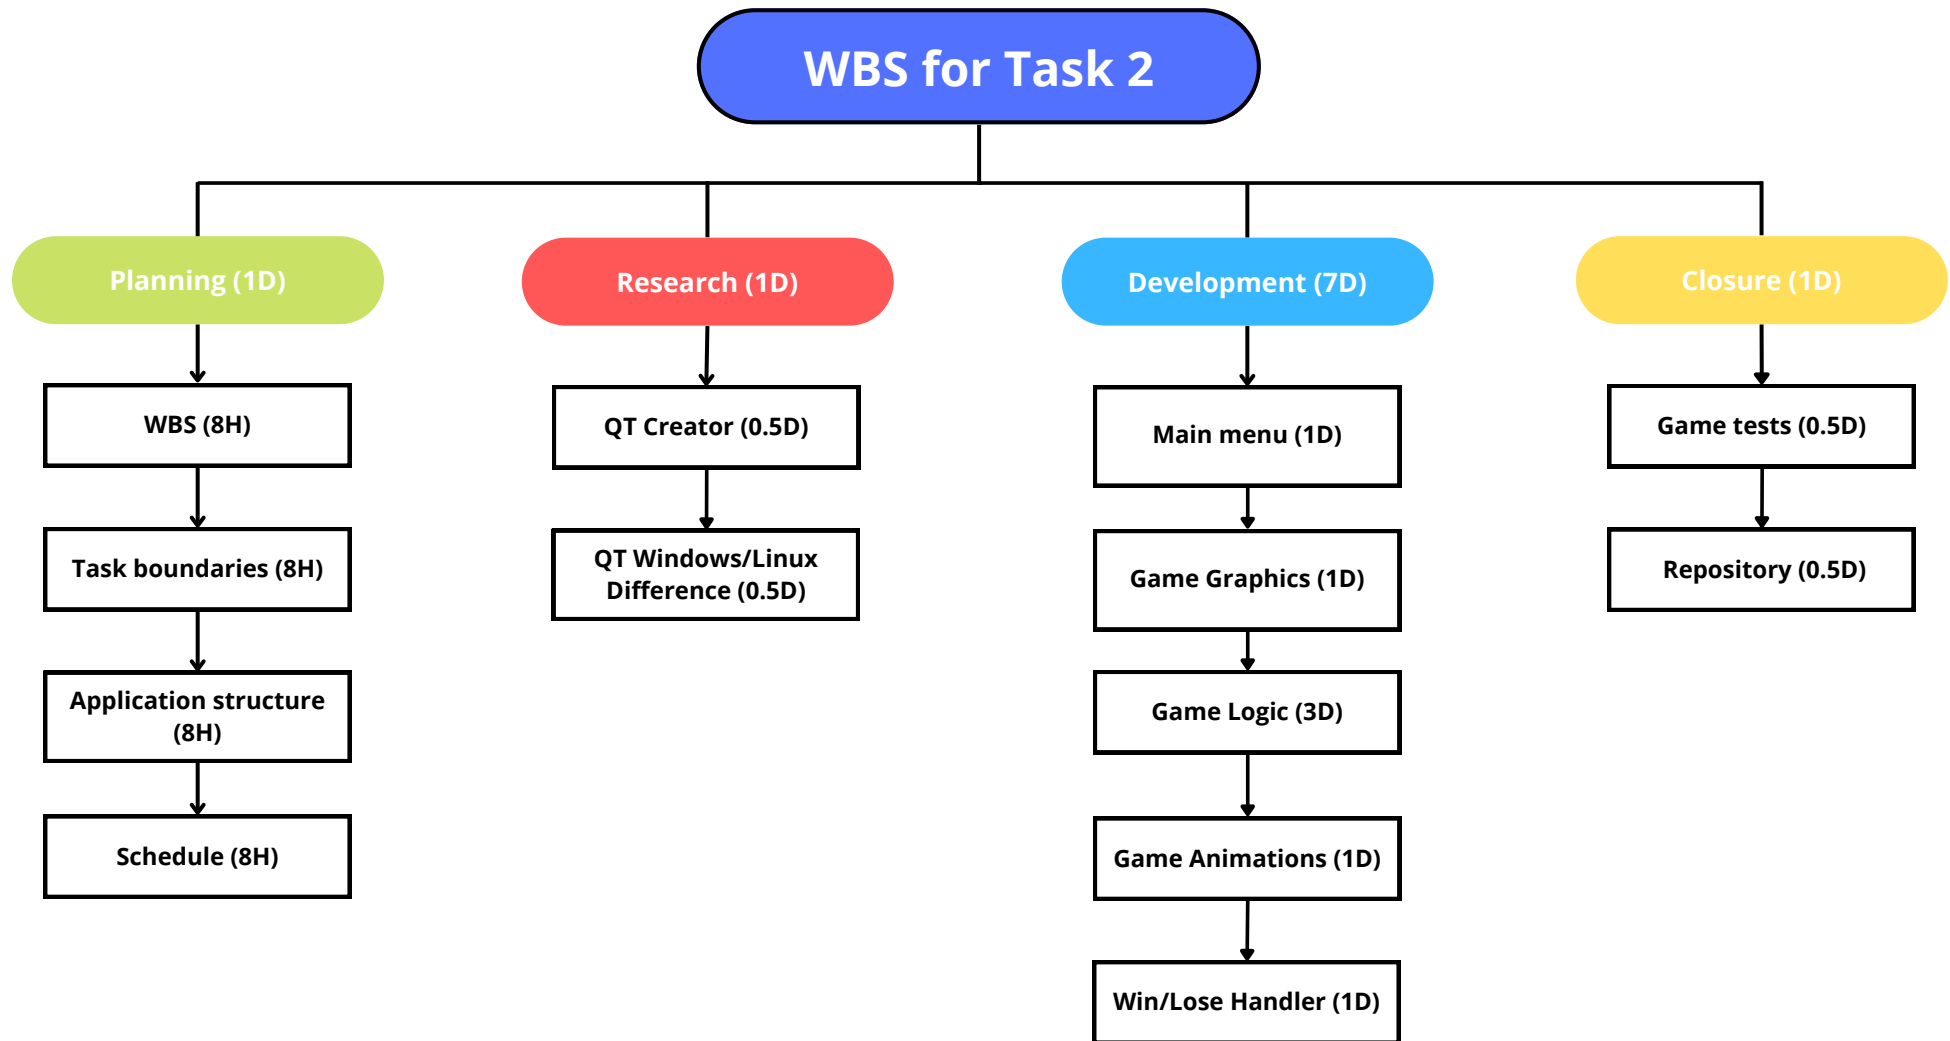 WBS for Task 2
Planning (1D)
Research (1D)
Development (7D)
Closure (1D)
WBS (8H)
Task boundaries (8H)
Application structure
(8H)
Schedule (8H)
QT Creator (0.5D)
QT Windows/Linux
Difference (0.5D)
Main menu (1D)
Game Graphics (1D)
Game Logic (3D)
Game Animations (1D)
Win/Lose Handler (1D)
Game tests (0.5D)
Repository (0.5D)